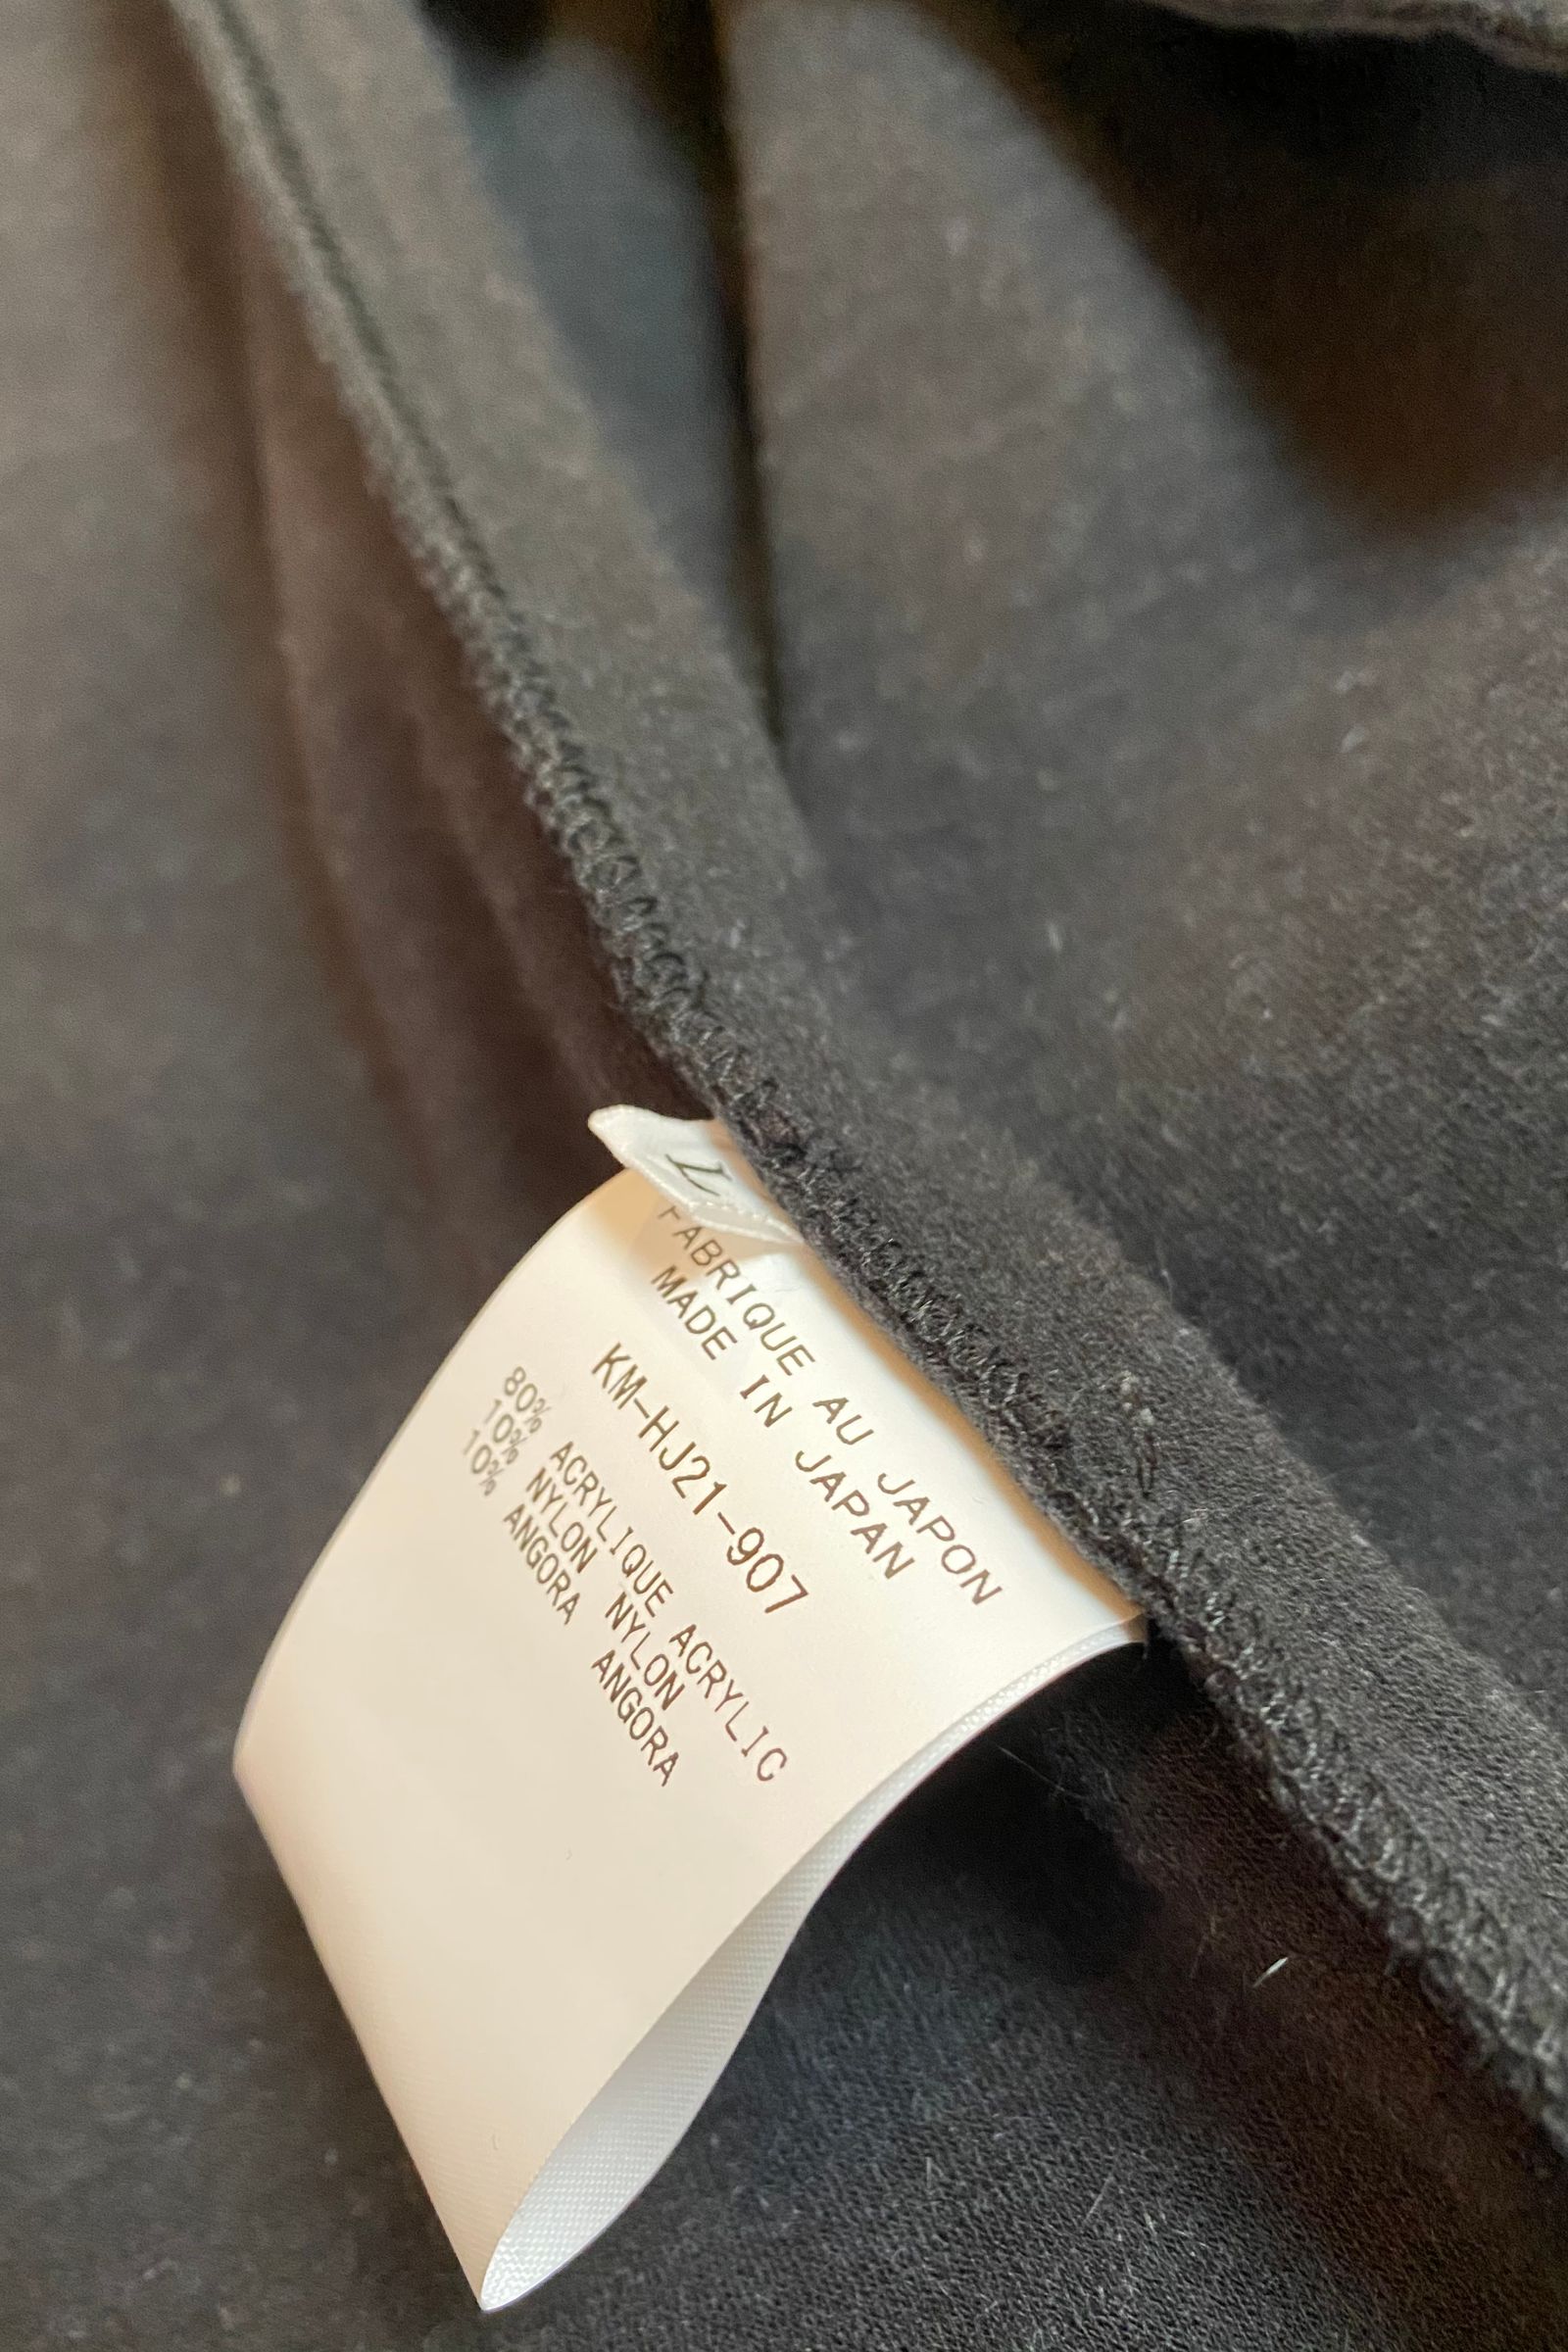 L
FABRIQUE AU JAPON
MADE IN JAPAN
KM-HJ21-907
80% ACRYLIQUE ACRYLIC
10% NYLON NYLON
10% ANGORA ANGORA